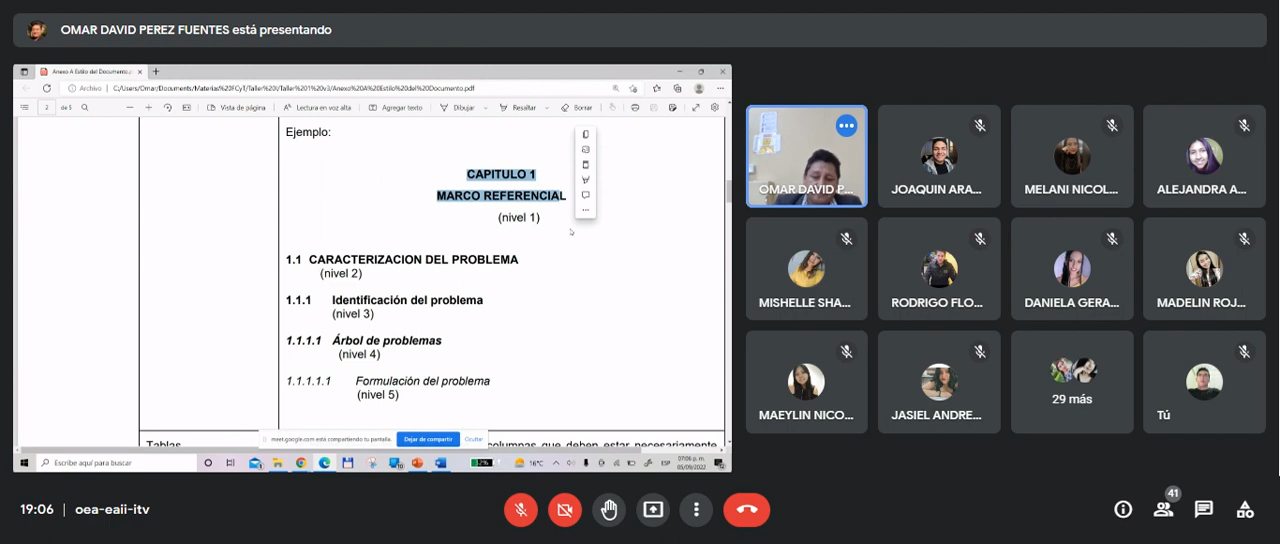 OMAR DAVID PEREZ FUENTES está presentando
Anexo A Estilo del Documento.p
Archivo | C:/Users/Omar/Documents/Materias%20FCyT/Taller%20I/Taller%201%20v3/Anexo%20A%20Estilo%20del%20Documento.pdf
2 de 5
Vista de página
Lectura en voz alta
Agregar texto
Dibujar
Resaltar
Borrar
Ejemplo:
CAPITULO 1
MARCO REFERENCIAL
(nivel 1)
1.1 CARACTERIZACION DEL PROBLEMA
(nivel 2)
1.1.1 Identificación del problema
(nivel 3)
1.1.1.1 Árbol de problemas
(nivel 4)
1.1.1.1.1 Formulación del problema
(nivel 5)
Tablas
columnas que deben estar necesariamente
meet.google.com está compartiendo tu pantalla.
Dejar de compartir
Ocultar
Escribe aquí para buscar
16°C
ESP
07:06 p. m.
05/09/2022
OMAR DAVID P...
JOAQUIN ARA...
MELANI NICOL...
ALEJANDRA A...
MISHELLE SHA...
RODRIGO FLO...
DANIELA GERA...
MADELIN ROJ...
MAEYLIN NICO...
JASIEL ANDRE...
29 más
Tú
19:06 | oea-eaii-itv
41